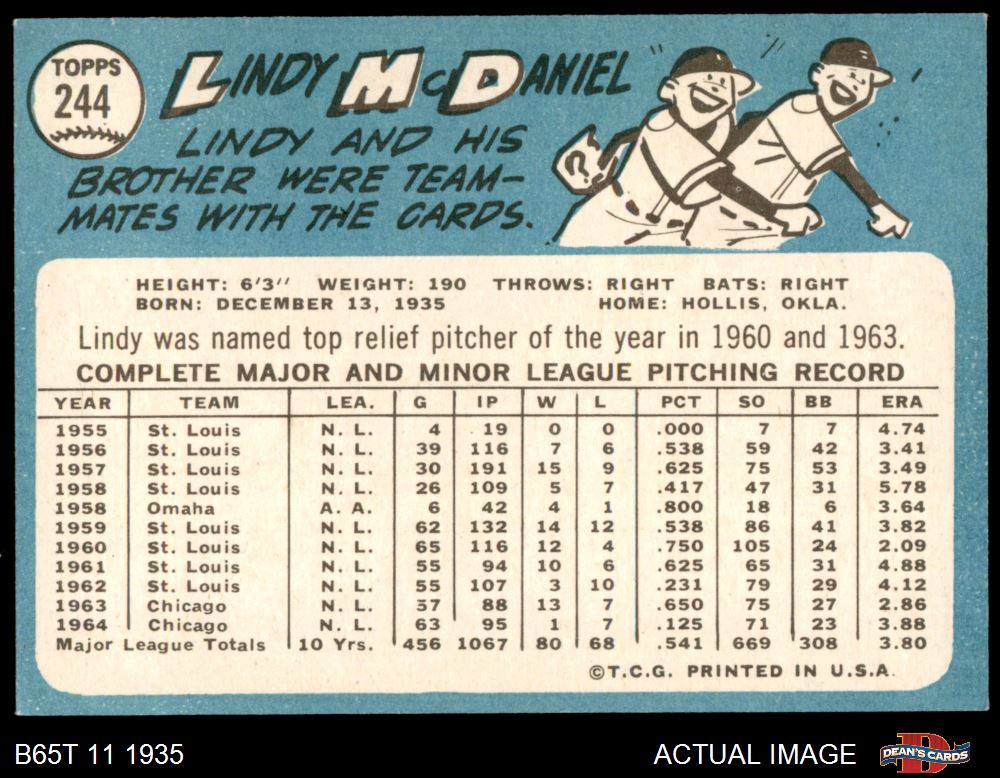 TOPPS
244
LINDY McDANIEL
LINDY AND HIS
BROTHER WERE TEAM-
MATES WITH THE CARDS.
?
HEIGHT: 6'3" WEIGHT: 190 THROWS: RIGHT BATS: RIGHT
BORN: DECEMBER 13, 1935 HOME: HOLLIS, OKLA.
Lindy was named top relief pitcher of the year in 1960 and 1963.
COMPLETE MAJOR AND MINOR LEAGUE PITCHING RECORD
YEAR TEAM LEA. G IP W L PCT SO BB ERA
1955 St. Louis N. L. 4 19 0 0 .000 7 7 4.74
1956 St. Louis N. L. 39 116 7 6 .538 59 42 3.41
1957 St. Louis N. L. 30 191 15 9 .625 75 53 3.49
1958 St. Louis N. L. 26 109 5 7 .417 47 31 5.78
1958 Omaha A. A. 6 42 4 1 .800 18 6 3.64
1959 St. Louis N. L. 62 132 14 12 .538 86 41 3.82
1960 St. Louis N. L. 65 116 12 4 .750 105 24 2.09
1961 St. Louis N. L. 55 94 10 6 .625 65 31 4.88
1962 St. Louis N. L. 55 107 3 10 .231 79 29 4.12
1963 Chicago N. L. 57 88 13 7 .650 75 27 2.86
1964 Chicago N. L. 63 95 1 7 .125 71 23 3.88
Major League Totals 10 Yrs. 456 1067 80 68 .541 669 308 3.80
©T.C.G. PRINTED IN U.S.A.
B65T 11 1935 ACTUAL IMAGE D DEAN'S CARDS